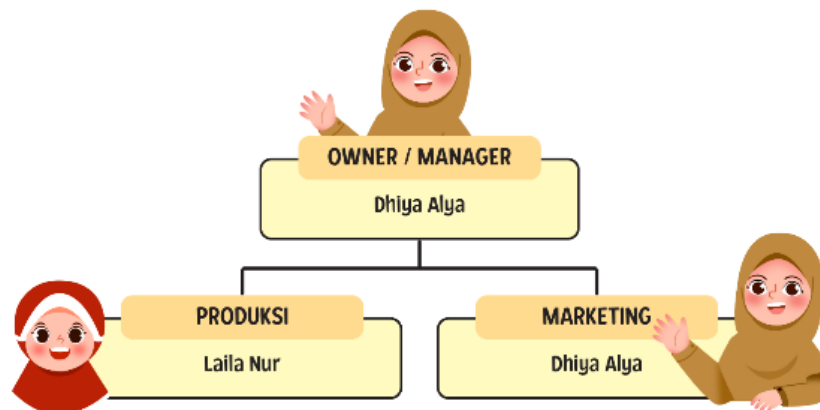 OWNER / MANAGER
Dhiya Alya
PRODUKSI
Laila Nur
MARKETING
Dhiya Alya